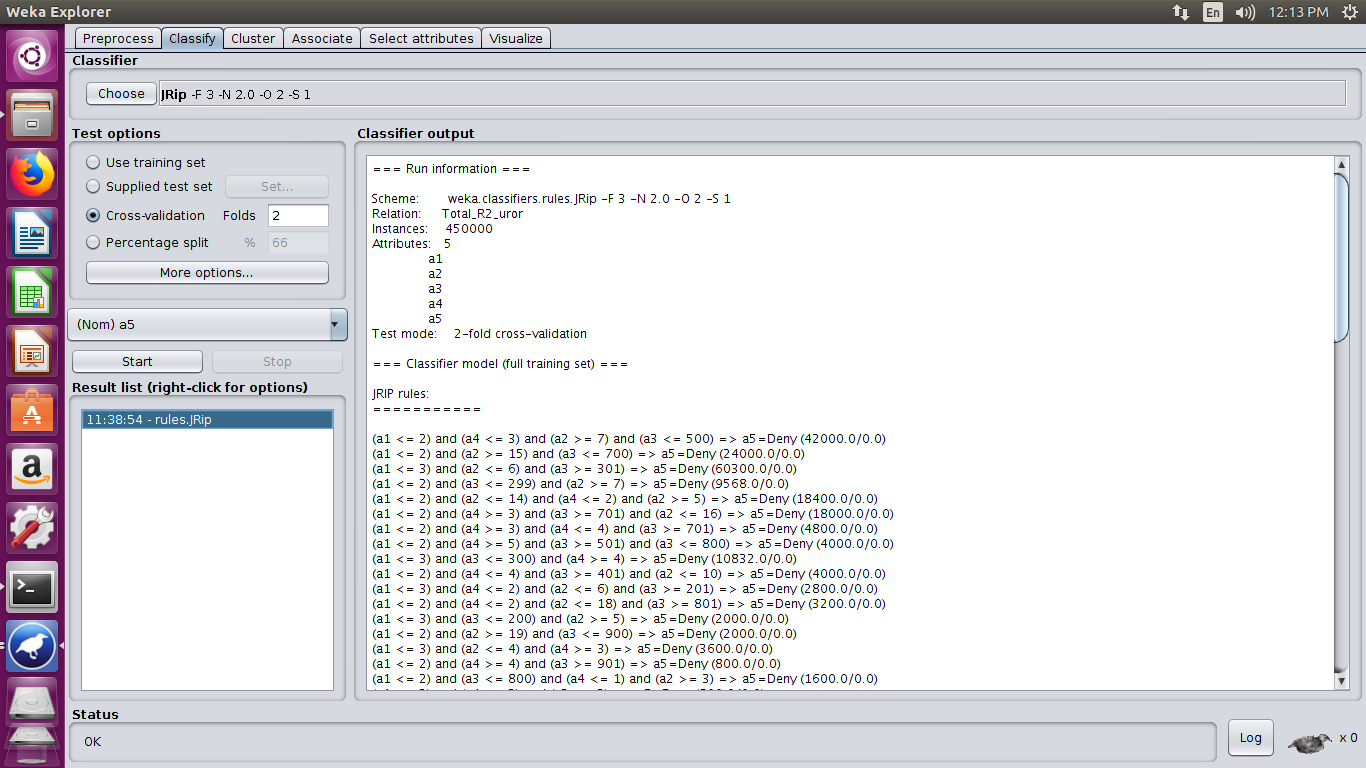 Weka Explorer
En
12:13 PM
Preprocess Classify Cluster Associate Select attributes Visualize
Classifier
Choose JRip -F 3 -N 2.0 -O 2 -S 1
Test options
Use training set
Supplied test set Set...
Cross-validation Folds 2
Percentage split % 66
More options...
(Nom) a5
Start Stop
Result list (right-click for options)
11:38:54 - rules.JRip
Classifier output
=== Run information ===
Scheme: weka.classifiers.rules.JRip -F 3 -N 2.0 -O 2 -S 1
Relation: Total_R2_uror
Instances: 450000
Attributes: 5
a1
a2
a3
a4
a5
Test mode: 2-fold cross-validation
=== Classifier model (full training set) ===
JRIP rules:
===========
(a1 <= 2) and (a4 <= 3) and (a2 >= 7) and (a3 <= 500) => a5=Deny (42000.0/0.0)
(a1 <= 2) and (a2 >= 15) and (a3 <= 700) => a5=Deny (24000.0/0.0)
(a1 <= 3) and (a2 <= 6) and (a3 >= 301) => a5=Deny (60300.0/0.0)
(a1 <= 2) and (a3 <= 299) and (a2 >= 7) => a5=Deny (9568.0/0.0)
(a1 <= 2) and (a2 <= 14) and (a4 <= 2) and (a2 >= 5) => a5=Deny (18400.0/0.0)
(a1 <= 2) and (a4 >= 3) and (a3 >= 701) and (a2 <= 16) => a5=Deny (18000.0/0.0)
(a1 <= 2) and (a4 >= 3) and (a4 <= 4) and (a3 >= 701) => a5=Deny (4800.0/0.0)
(a1 <= 2) and (a4 >= 5) and (a3 >= 501) and (a3 <= 800) => a5=Deny (4000.0/0.0)
(a1 <= 3) and (a3 <= 300) and (a4 >= 4) => a5=Deny (10832.0/0.0)
(a1 <= 2) and (a4 <= 4) and (a3 >= 401) and (a2 <= 10) => a5=Deny (4000.0/0.0)
(a1 <= 3) and (a4 <= 2) and (a2 <= 6) and (a3 >= 201) => a5=Deny (2800.0/0.0)
(a1 <= 2) and (a4 <= 2) and (a2 <= 18) and (a3 >= 801) => a5=Deny (3200.0/0.0)
(a1 <= 3) and (a3 <= 200) and (a2 >= 5) => a5=Deny (2000.0/0.0)
(a1 <= 2) and (a2 >= 19) and (a3 <= 900) => a5=Deny (2000.0/0.0)
(a1 <= 3) and (a2 <= 4) and (a4 >= 3) => a5=Deny (3600.0/0.0)
(a1 <= 2) and (a4 >= 4) and (a3 >= 901) => a5=Deny (800.0/0.0)
(a1 <= 2) and (a3 <= 800) and (a4 <= 1) and (a2 >= 3) => a5=Deny (1600.0/0.0)
Status
OK
Log
x 0